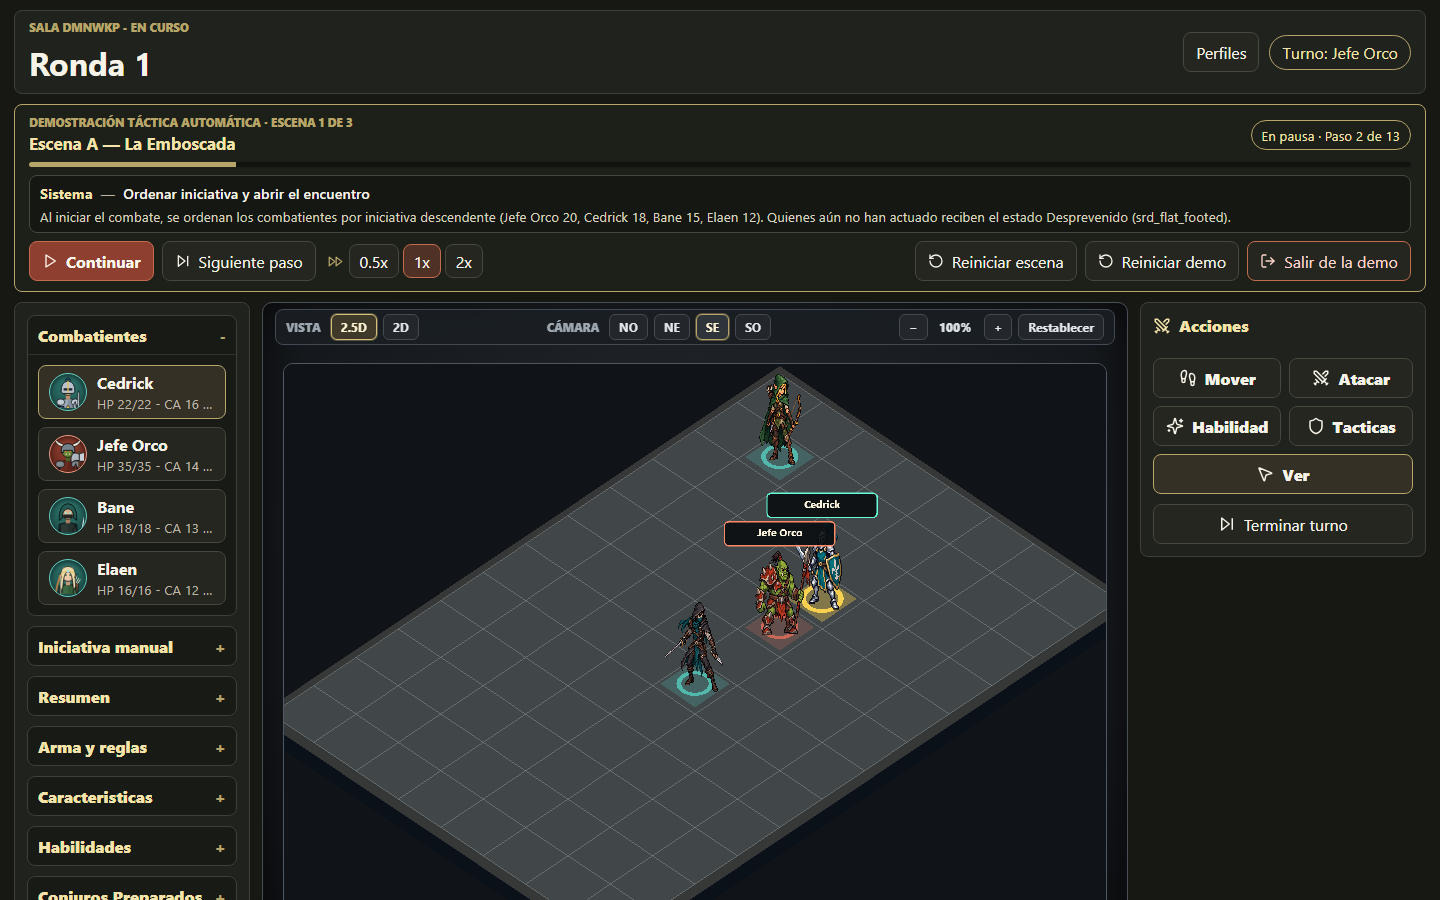 SALA DMNWKP - EN CURSO
Ronda 1
Perfiles
Turno: Jefe Orco
DEMOSTRACIÓN TÁCTICA AUTOMÁTICA · ESCENA 1 DE 3
Escena A — La Emboscada
En pausa · Paso 2 de 13
Sistema — Ordenar iniciativa y abrir el encuentro
Al iniciar el combate, se ordenan los combatientes por iniciativa descendente (Jefe Orco 20, Cedrick 18, Bane 15, Elaen 12). Quienes aún no han actuado reciben el estado Desprevenido (srd_flat_footed).
Continuar
Siguiente paso
0.5x
1x
2x
Reiniciar escena
Reiniciar demo
Salir de la demo
Combatientes -
Cedrick
HP 22/22 - CA 16 ...
Jefe Orco
HP 35/35 - CA 14 ...
Bane
HP 18/18 - CA 13 ...
Elaen
HP 16/16 - CA 12 ...
Iniciativa manual +
Resumen +
Arma y reglas +
Caracteristicas +
Habilidades +
Conjuros Preparados +
VISTA 2.5D 2D
CÁMARA NO NE SE SO
− 100% + Restablecer
Cedrick
Jefe Orco
Acciones
Mover
Atacar
Habilidad
Tacticas
Ver
Terminar turno